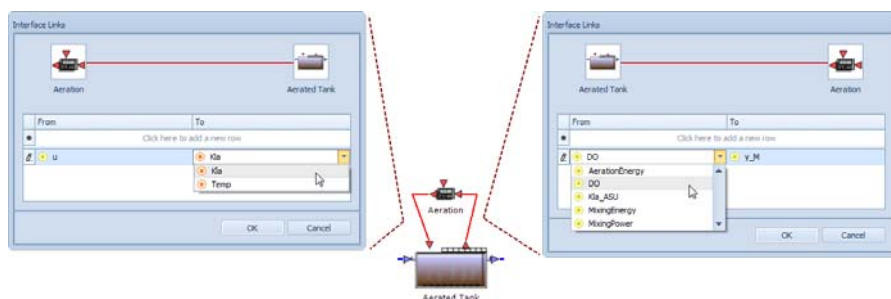 Interface Links
Aeration Aerated Tank
From To
Click here to add a new row
u Kla
Kla
Temp
OK Cancel
Interface Links
Aerated Tank Aeration
From To
Click here to add a new row
DO y_M
AerationEnergy
DO
Kla_ASU
MixingEnergy
MixingPower
OK Cancel
Aeration
Aerated Tank